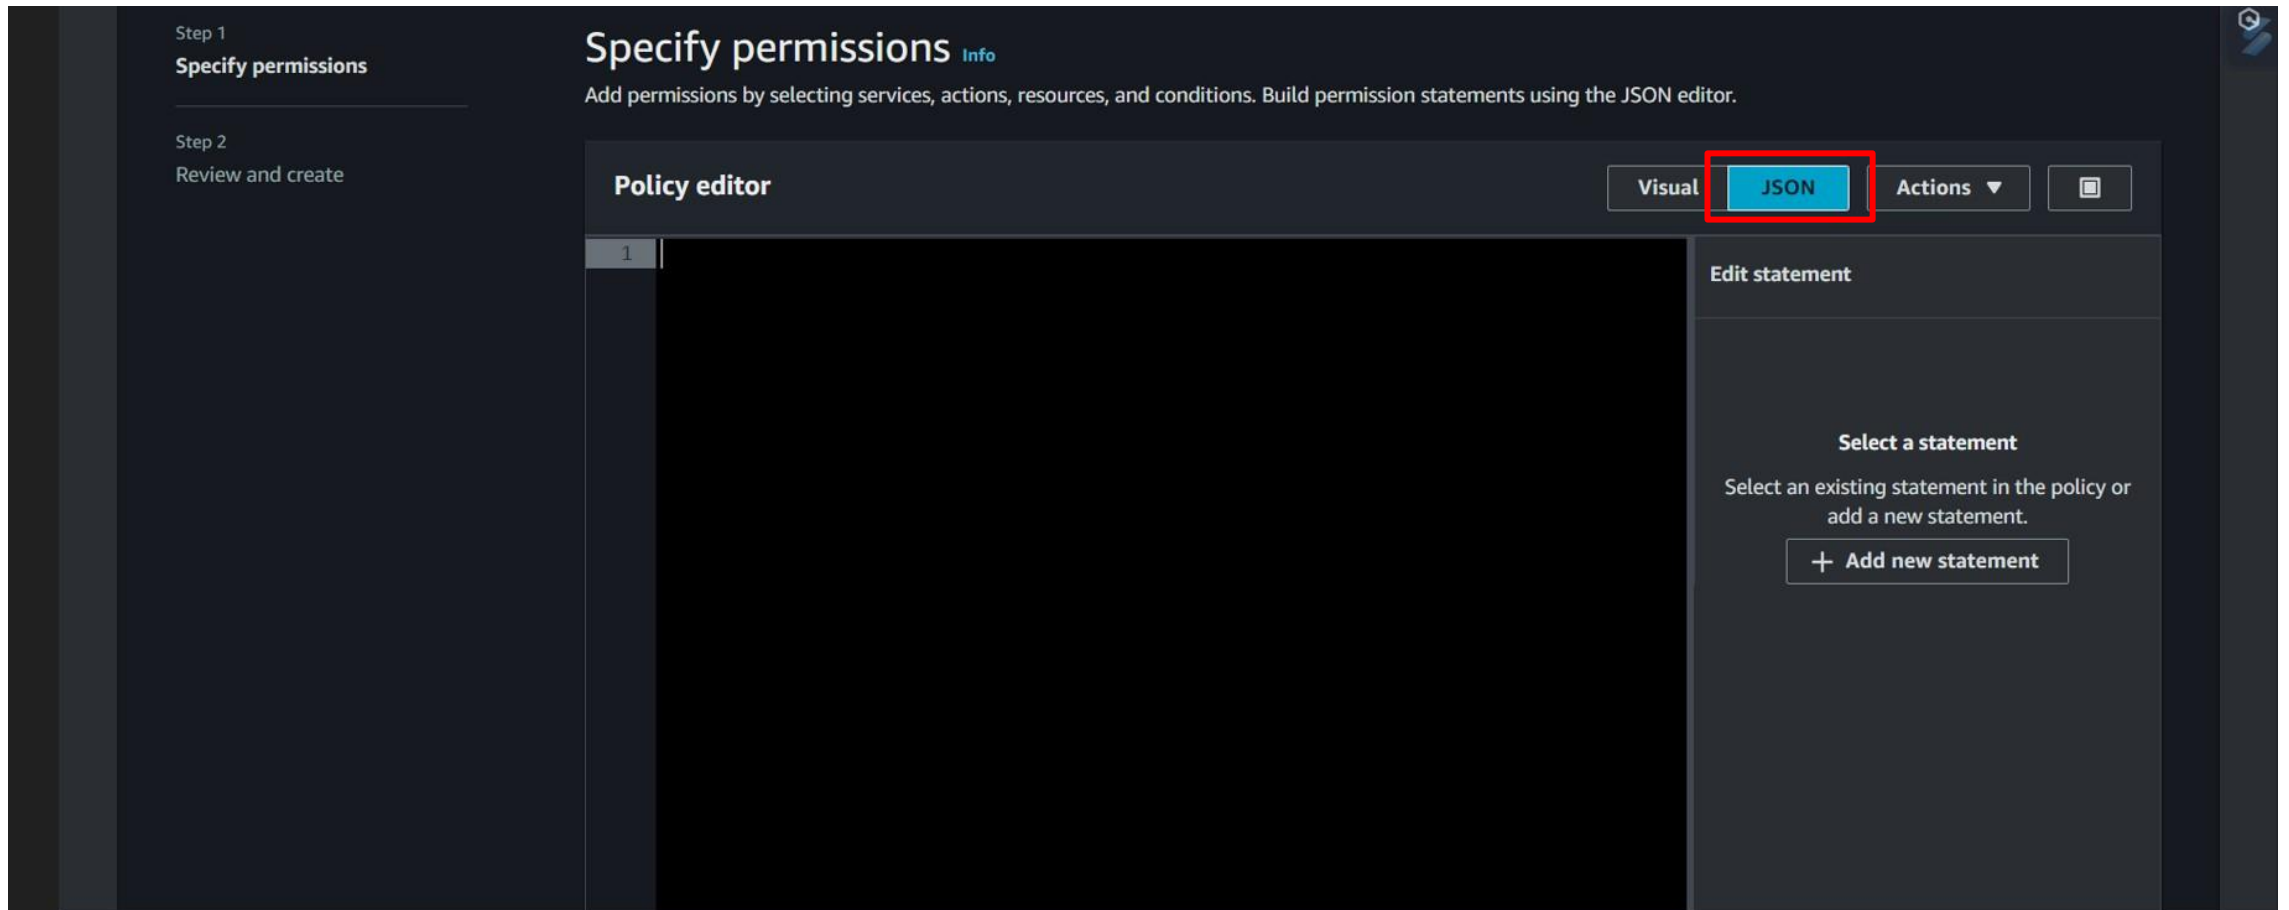 Step 1
Specify permissions
Step 2
Review and create
Specify permissions Info
Add permissions by selecting services, actions, resources, and conditions. Build permission statements using the JSON editor.
Policy editor
Visual
JSON
Actions
1
Edit statement
Select a statement
Select an existing statement in the policy or
add a new statement.
+ Add new statement